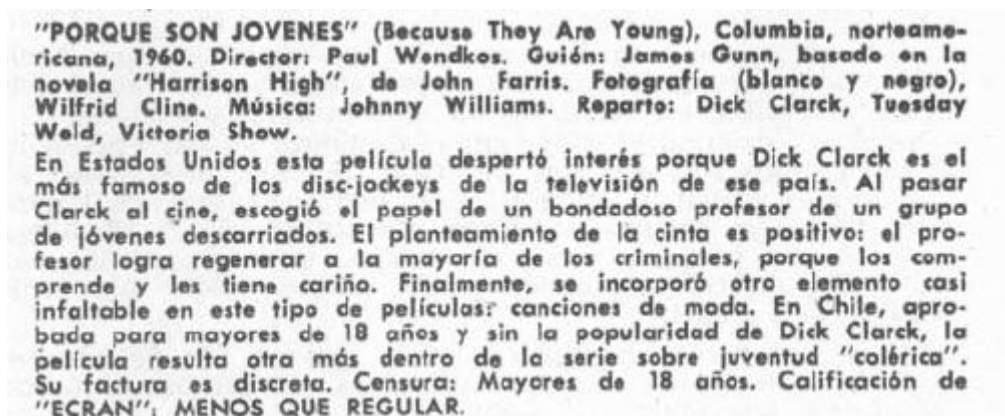 "PORQUE SON JOVENES" (Because They Are Young), Columbia, norteame-
ricana, 1960. Director: Paul Wendkos. Guión: James Gunn, basado en la
novela "Harrison High", de John Farris. Fotografía (blanco y negro),
Wilfrid Cline. Música: Johnny Williams. Reparto: Dick Clarck, Tuesday
Weld, Victoria Show.
En Estados Unidos esta película despertó interés porque Dick Clarck es el
más famoso de los disc-jockeys de la televisión de ese país. Al pasar
Clarck al cine, escogió el papel de un bondadoso profesor de un grupo
de jóvenes descarriados. El planteamiento de la cinta es positivo: el pro-
fesor logra regenerar a la mayoría de los criminales, porque los com-
prende y les tiene cariño. Finalmente, se incorporó otro elemento casi
infaltable en este tipo de películas: canciones de moda. En Chile, apro-
bada para mayores de 18 años y sin la popularidad de Dick Clarck, la
película resulta otra más dentro de la serie sobre juventud "colérica".
Su factura es discreta. Censura: Mayores de 18 años. Calificación de
"ECRAN": MENOS QUE REGULAR.